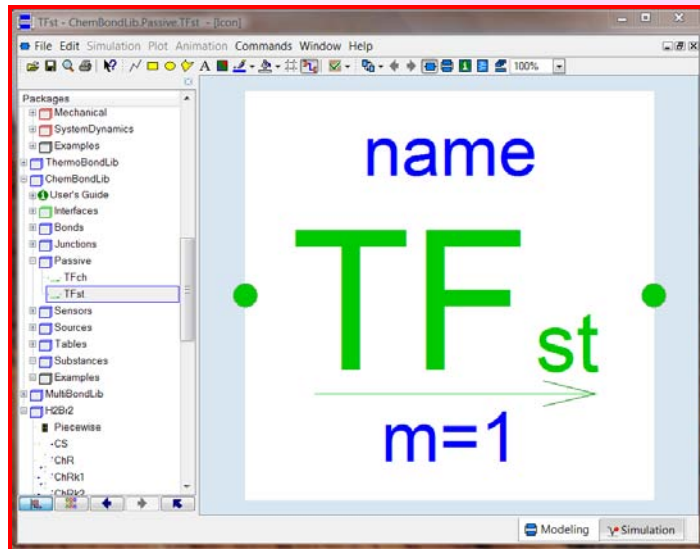 TFst - ChemBondLib.Passive.TFst - [Icon]
File Edit Simulation Plot Animation Commands Window Help
A 100%
Packages
Mechanical
SystemDynamics
Examples
ThermoBondLib
ChemBondLib
User's Guide
Interfaces
Bonds
Junctions
Passive
TFch
TFst
Sensors
Sources
Tables
Substances
Examples
MultiBondLib
H2Br2
Piecewise
CS
ChR
ChRk1
ChRk2
name
TF st
m=1
Modeling Simulation